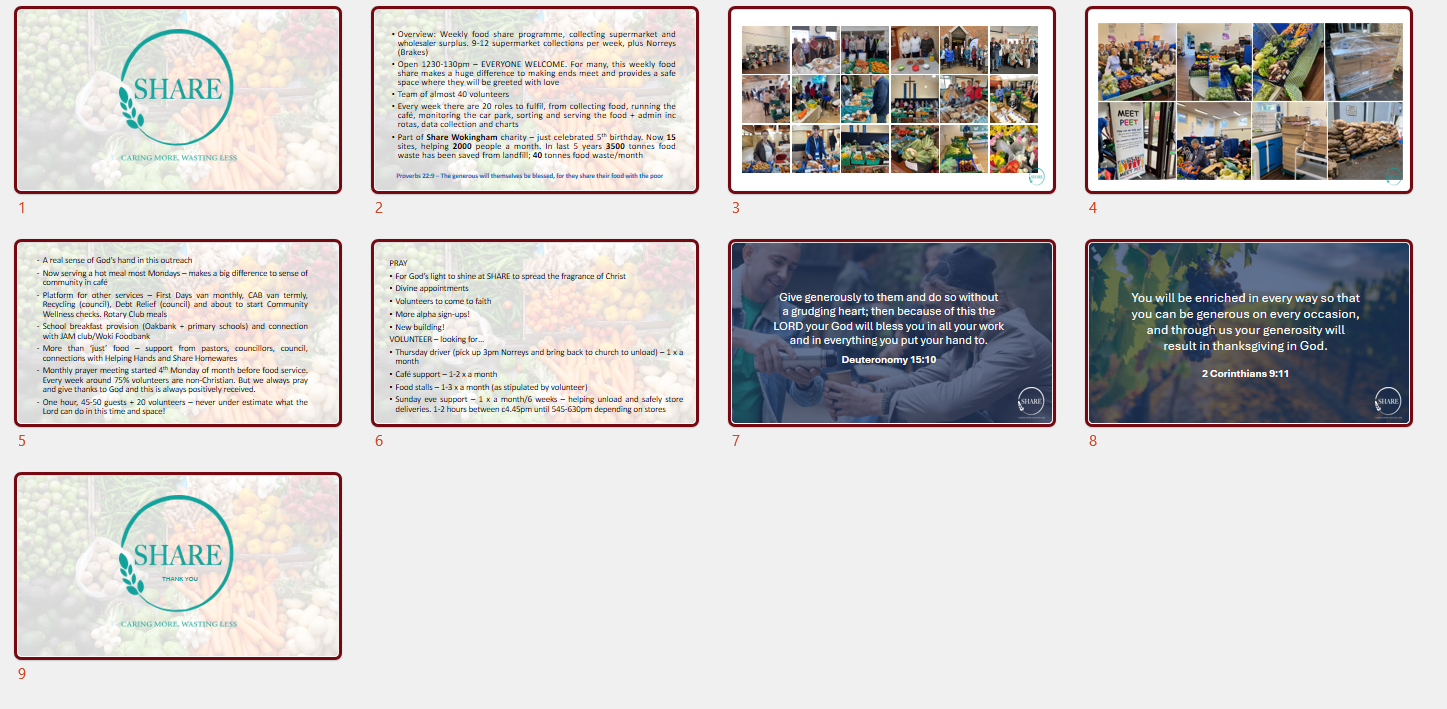 SHARE
CARING MORE, WASTING LESS
1
• Overview: Weekly food share programme, collecting supermarket and
wholesaler surplus. 9-12 supermarket collections per week, plus Norreys
(Brakes)
• Open 1230-130pm – EVERYONE WELCOME. For many, this weekly food
share makes a huge difference to making ends meet and provides a safe
space where they will be greeted with love
• Team of almost 40 volunteers
• Every week there are 20 roles to fulfil, from collecting food, running the
café, monitoring the car park, sorting and serving the food + admin inc
rotas, data collection and charts
• Part of Share Wokingham charity – just celebrated 5th birthday. Now 15
sites, helping 2000 people a month. In last 5 years 3500 tonnes food
waste has been saved from landfill; 40 tonnes food waste/month
Proverbs 22:9 – The generous will themselves be blessed, for they share their food with the poor
2
SHARE
3
MEET
PEET
4
- A real sense of God's hand in this outreach
- Now serving a hot meal most Mondays – makes a big difference to sense of
community in café
- Platform for other services – First Days van monthly, CAB van termly,
Recycling (council), Debt Relief (council) and about to start Community
Wellness checks. Rotary Club meals
- School breakfast provision (Oakbank + primary schools) and connection
with JAM club/Woki Foodbank
- More than 'just' food – support from pastors, councillors, council,
connections with Helping Hands and Share Homewares
- Monthly prayer meeting started 4th Monday of month before food service.
Every week around 75% volunteers are non-Christian. But we always pray
and give thanks to God and this is always positively received.
- One hour, 45-50 guests + 20 volunteers – never under estimate what the
Lord can do in this time and space!
5
PRAY
• For God's light to shine at SHARE to spread the fragrance of Christ
• Divine appointments
• Volunteers to come to faith
• More alpha sign-ups!
• New building!
VOLUNTEER – looking for...
• Thursday driver (pick up 3pm Norreys and bring back to church to unload) – 1 x a
month
• Café support – 1-2 x a month
• Food stalls – 1-3 x a month (as stipulated by volunteer)
• Sunday eve support – 1 x a month/6 weeks – helping unload and safely store
deliveries. 1-2 hours between c4.45pm until 545-630pm depending on stores
6
Give generously to them and do so without
a grudging heart; then because of this the
LORD your God will bless you in all your work
and in everything you put your hand to.
Deuteronomy 15:10
SHARE
7
You will be enriched in every way so that
you can be generous on every occasion,
and through us your generosity will
result in thanksgiving in God.
2 Corinthians 9:11
SHARE
8
SHARE
THANK YOU
CARING MORE, WASTING LESS
9